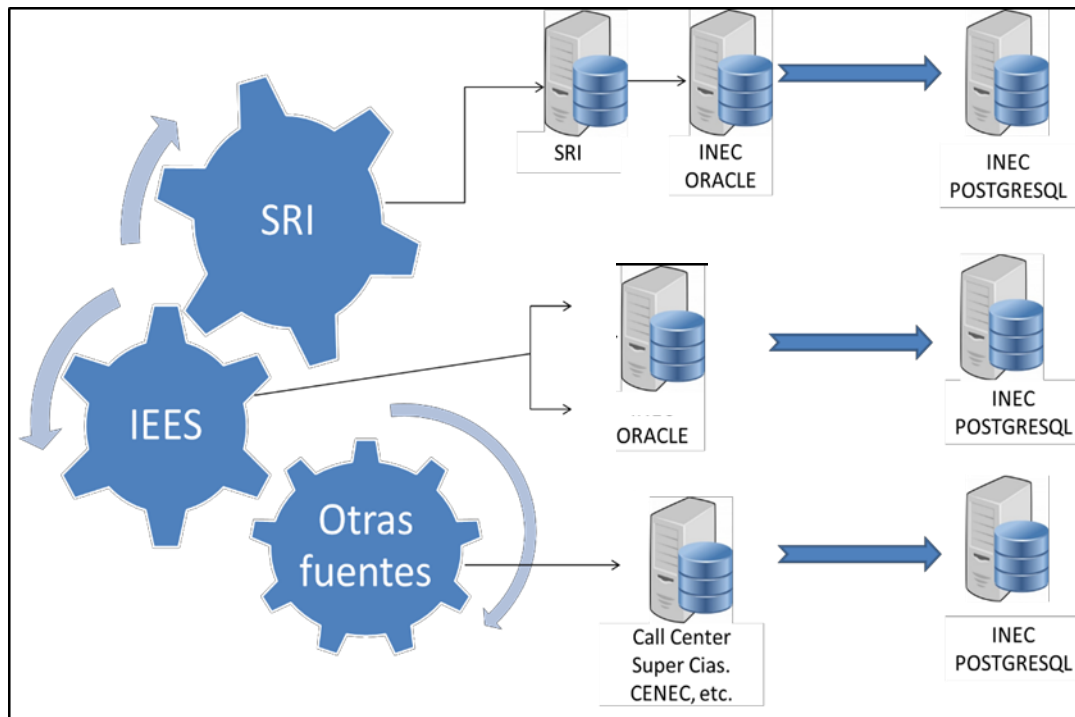 SRI
SRI
INEC
ORACLE
INEC
POSTGRESQL
IEES
ORACLE
INEC
POSTGRESQL
Otras
fuentes
Call Center
Super Cias.
CENEC, etc.
INEC
POSTGRESQL